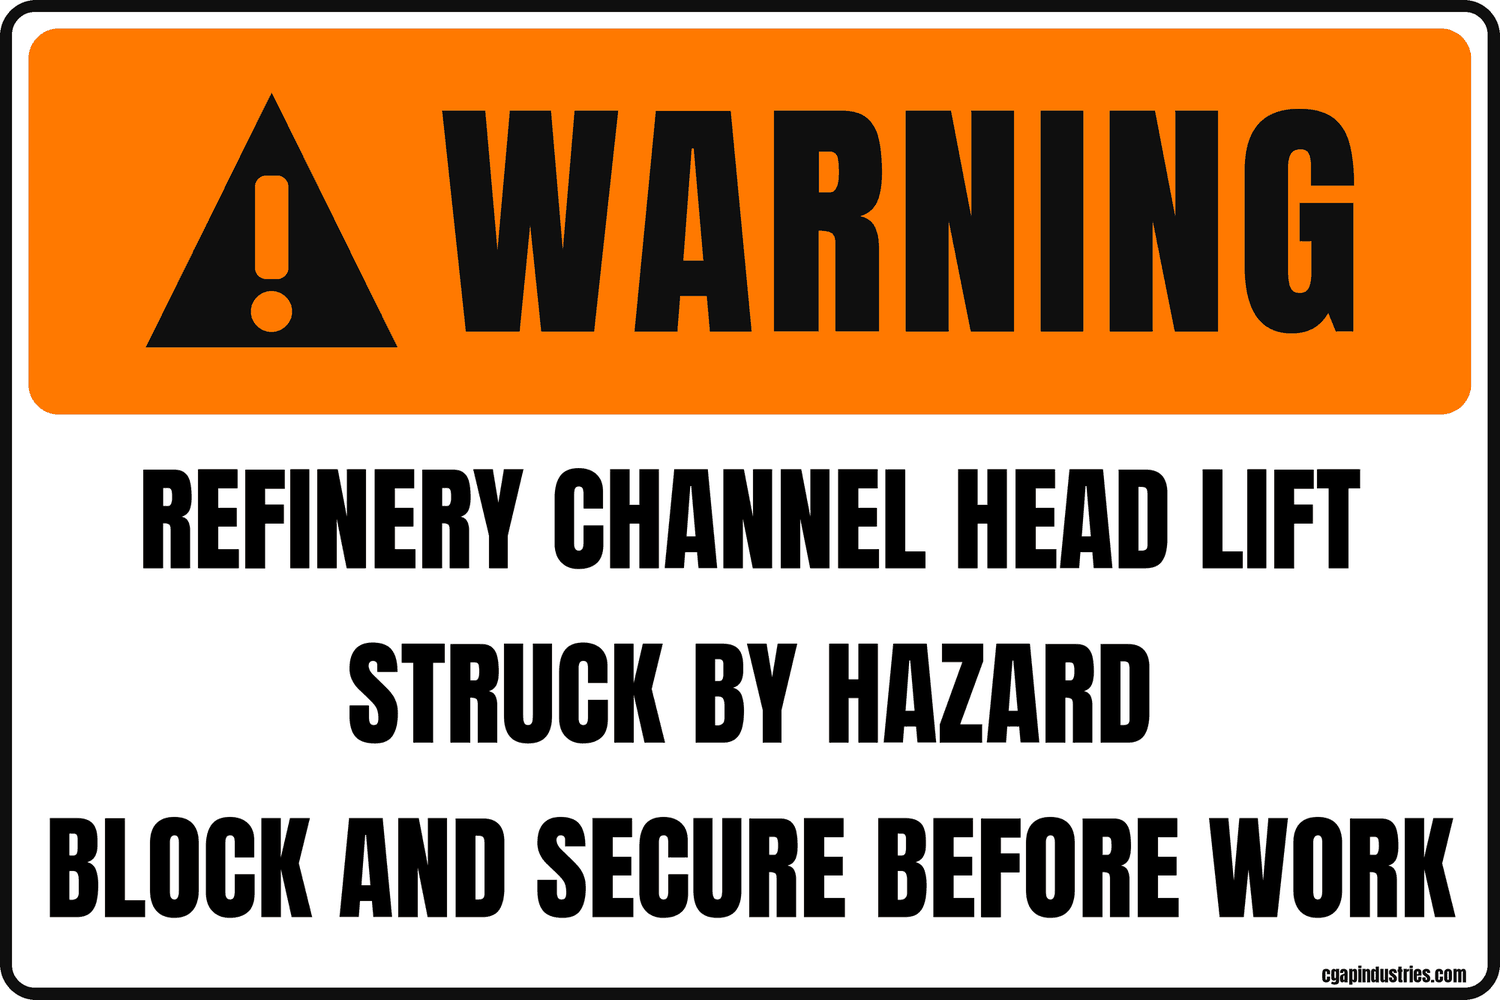 WARNING
REFINERY CHANNEL HEAD LIFT
STRUCK BY HAZARD
BLOCK AND SECURE BEFORE WORK
cgapindustries.com